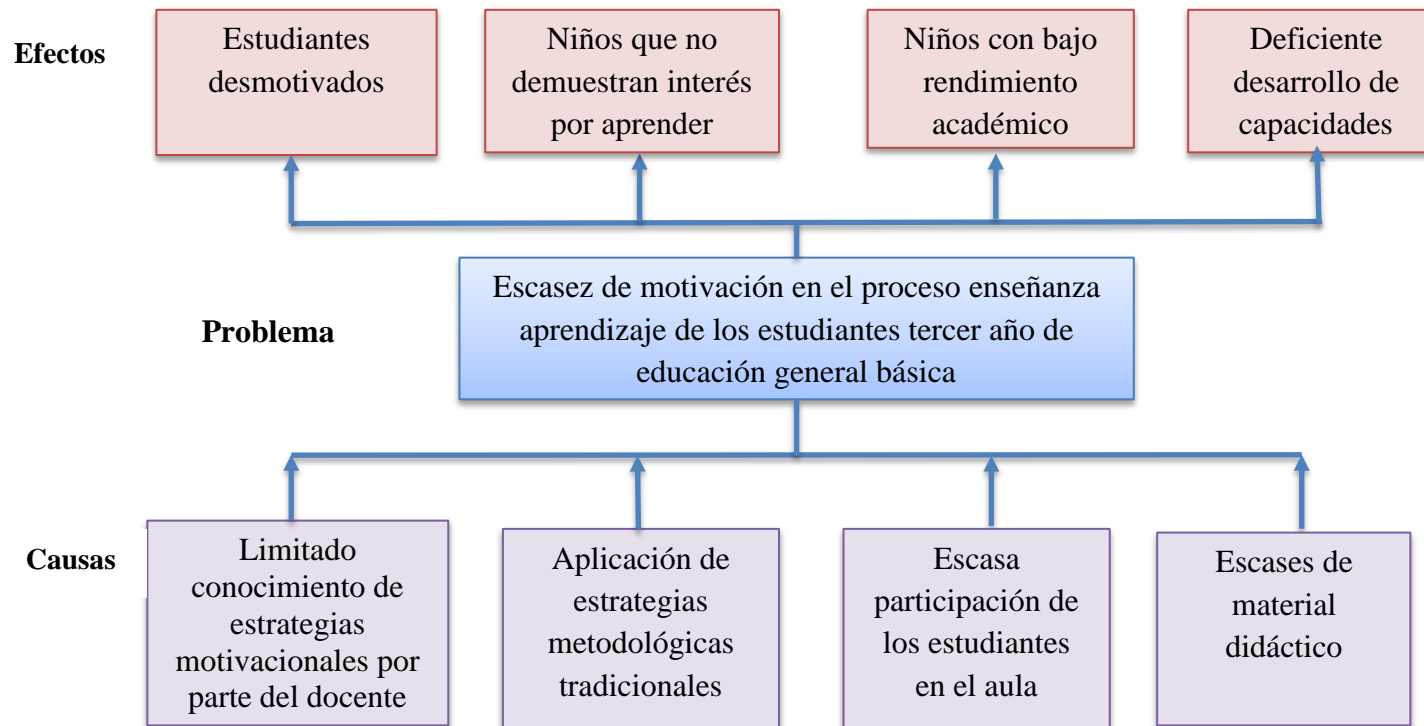 Efectos
Estudiantes
desmotivados
Niños que no
demuestran interés
por aprender
Niños con bajo
rendimiento
académico
Deficiente
desarrollo de
capacidades
Problema
Escasez de motivación en el proceso enseñanza
aprendizaje de los estudiantes tercer año de
educación general básica
Causas
Limitado
conocimiento de
estrategias
motivacionales por
parte del docente
Aplicación de
estrategias
metodológicas
tradicionales
Escasa
participación de
los estudiantes
en el aula
Escases de
material
didáctico